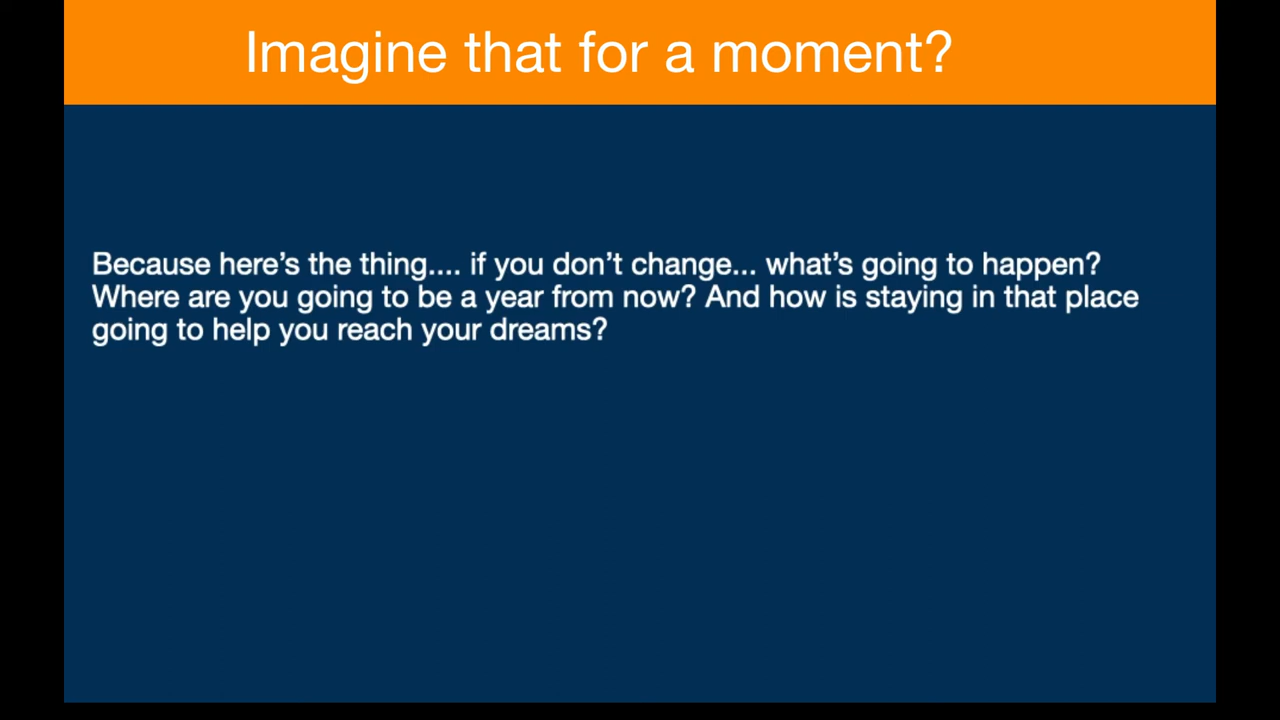 Imagine that for a moment?
Because here’s the thing.... if you don’t change... what’s going to happen?
Where are you going to be a year from now? And how is staying in that place
going to help you reach your dreams?